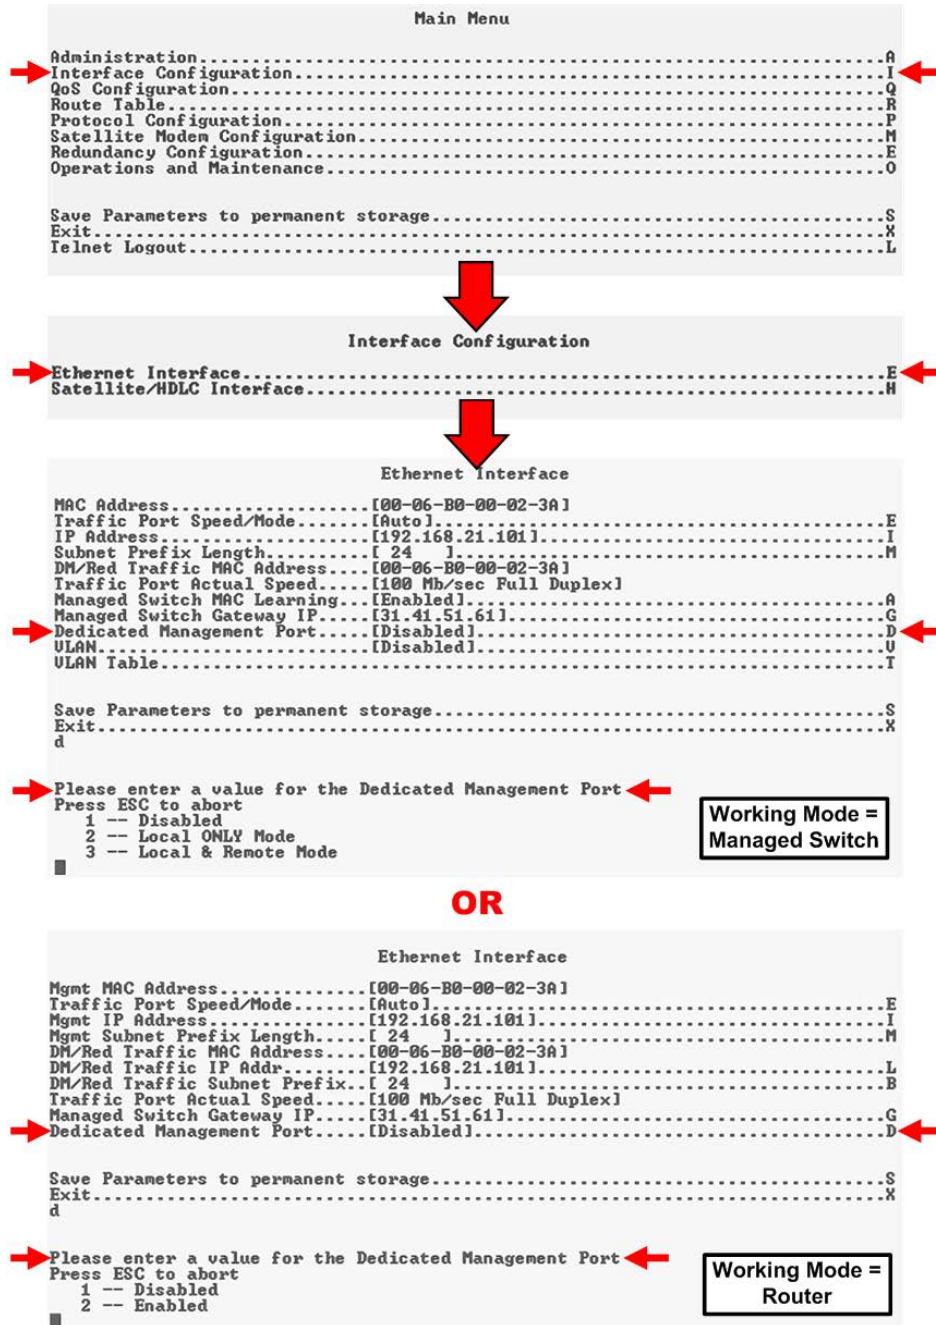 Main Menu
Administration.......................................................................................A
Interface Configuration..............................................................................I
QoS Configuration....................................................................................Q
Route Table..........................................................................................R
Protocol Configuration...............................................................................P
Satellite Modem Configuration........................................................................M
Redundancy Configuration.............................................................................E
Operations and Maintenance...........................................................................O
Save Parameters to permanent storage.................................................................S
Exit.................................................................................................X
Telnet Logout........................................................................................L
Interface Configuration
Ethernet Interface...................................................................................E
Satellite/HDLC Interface.............................................................................H
Ethernet Interface
MAC Address...................[00-06-B0-00-02-3A]
Traffic Port Speed/Mode.......[Auto]............................................E
IP Address....................[192.168.21.101]..................................I
Subnet Prefix Length..........[ 24   ]..........................................M
DM/Red Traffic MAC Address....[00-06-B0-00-02-3A]
Traffic Port Actual Speed.....[100 Mb/sec Full Duplex]
Managed Switch MAC Learning...[Enabled].........................................A
Managed Switch Gateway IP.....[31.41.51.61].....................................G
Dedicated Management Port.....[Disabled]........................................D
VLAN..........................[Disabled]........................................V
VLAN Table......................................................................T
Save Parameters to permanent storage............................................S
Exit............................................................................X
d
Please enter a value for the Dedicated Management Port
Press ESC to abort
1 -- Disabled
2 -- Local ONLY Mode
3 -- Local & Remote Mode
Working Mode =
Managed Switch
OR
Ethernet Interface
Mgmt MAC Address..............[00-06-B0-00-02-3A]
Traffic Port Speed/Mode.......[Auto]............................................E
Mgmt IP Address...............[192.168.21.101]..................................I
Mgmt Subnet Prefix Length.....[ 24   ]..........................................M
DM/Red Traffic MAC Address....[00-06-B0-00-02-3A]
DM/Red Traffic IP Addr........[192.168.21.101]..................................L
DM/Red Traffic Subnet Prefix..[ 24   ]..........................................B
Traffic Port Actual Speed.....[100 Mb/sec Full Duplex]
Managed Switch Gateway IP.....[31.41.51.61].....................................G
Dedicated Management Port.....[Disabled]........................................D
Save Parameters to permanent storage............................................S
Exit............................................................................X
d
Please enter a value for the Dedicated Management Port
Press ESC to abort
1 -- Disabled
2 -- Enabled
Working Mode =
Router